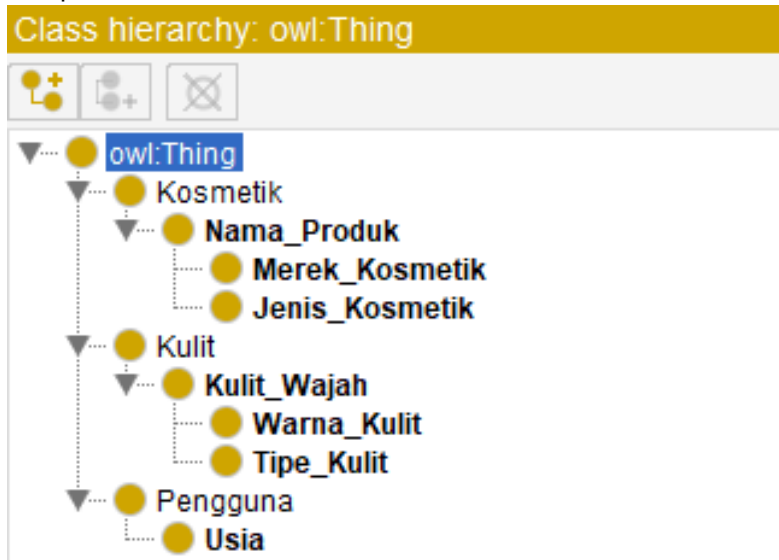 Class hierarchy: owl:Thing
owl:Thing
Kosmetik
Nama_Produk
Merek_Kosmetik
Jenis_Kosmetik
Kulit
Kulit_Wajah
Warna_Kulit
Tipe_Kulit
Pengguna
Usia